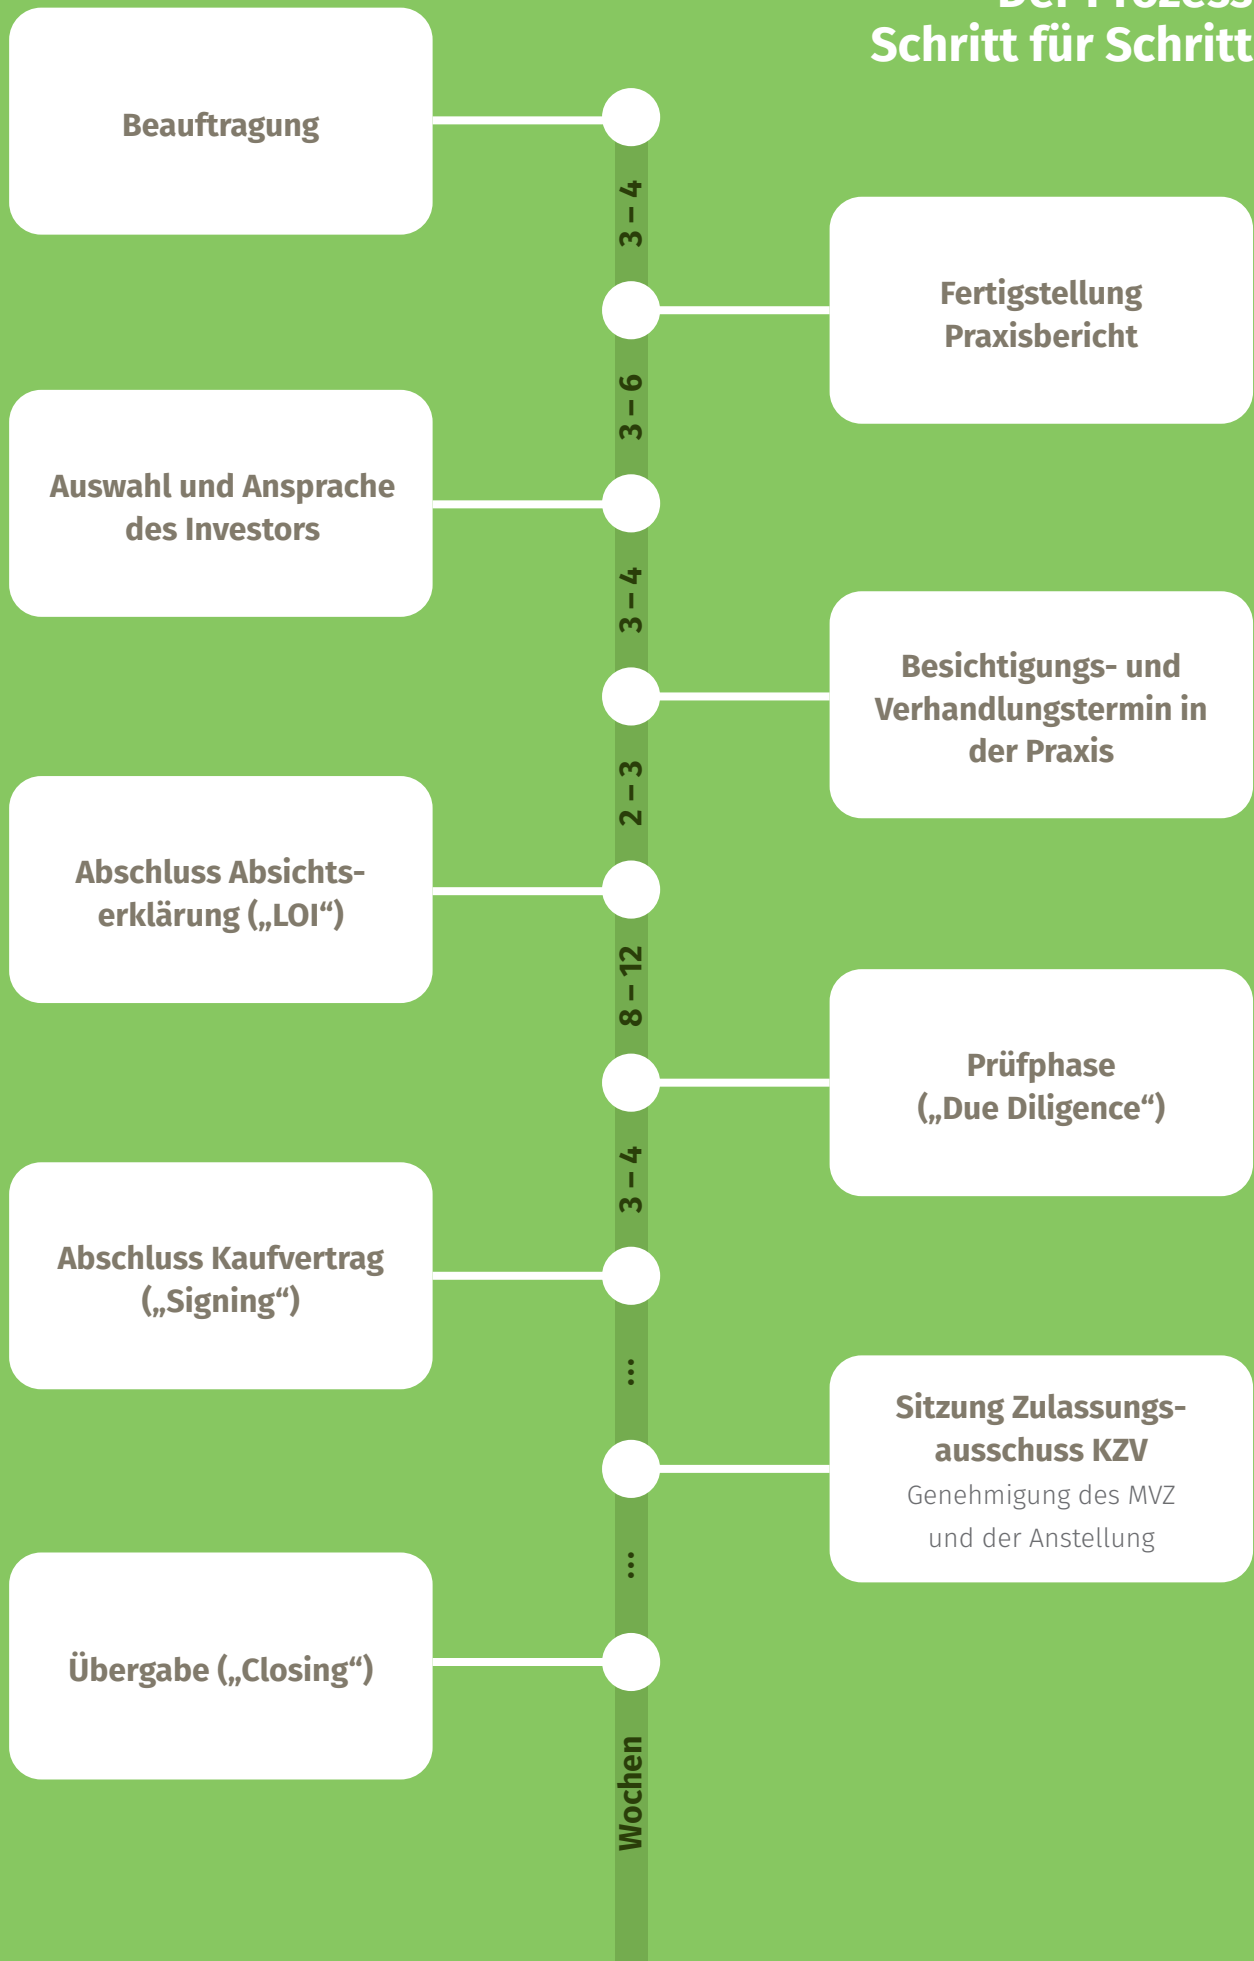 Der Prozess
Schritt für Schritt
Beauftragung
3 – 4
Fertigstellung
Praxisbericht
3 – 6
Auswahl und Ansprache
des Investors
3 – 4
Besichtigungs- und
Verhandlungstermin in
der Praxis
2 – 3
Abschluss Absichts-
erklärung („LOI“)
8 – 12
Prüfphase
(„Due Diligence“)
3 – 4
Abschluss Kaufvertrag
(„Signing“)
...
Sitzung Zulassungs-
ausschuss KZV
Genehmigung des MVZ
und der Anstellung
...
Übergabe („Closing“)
Wochen